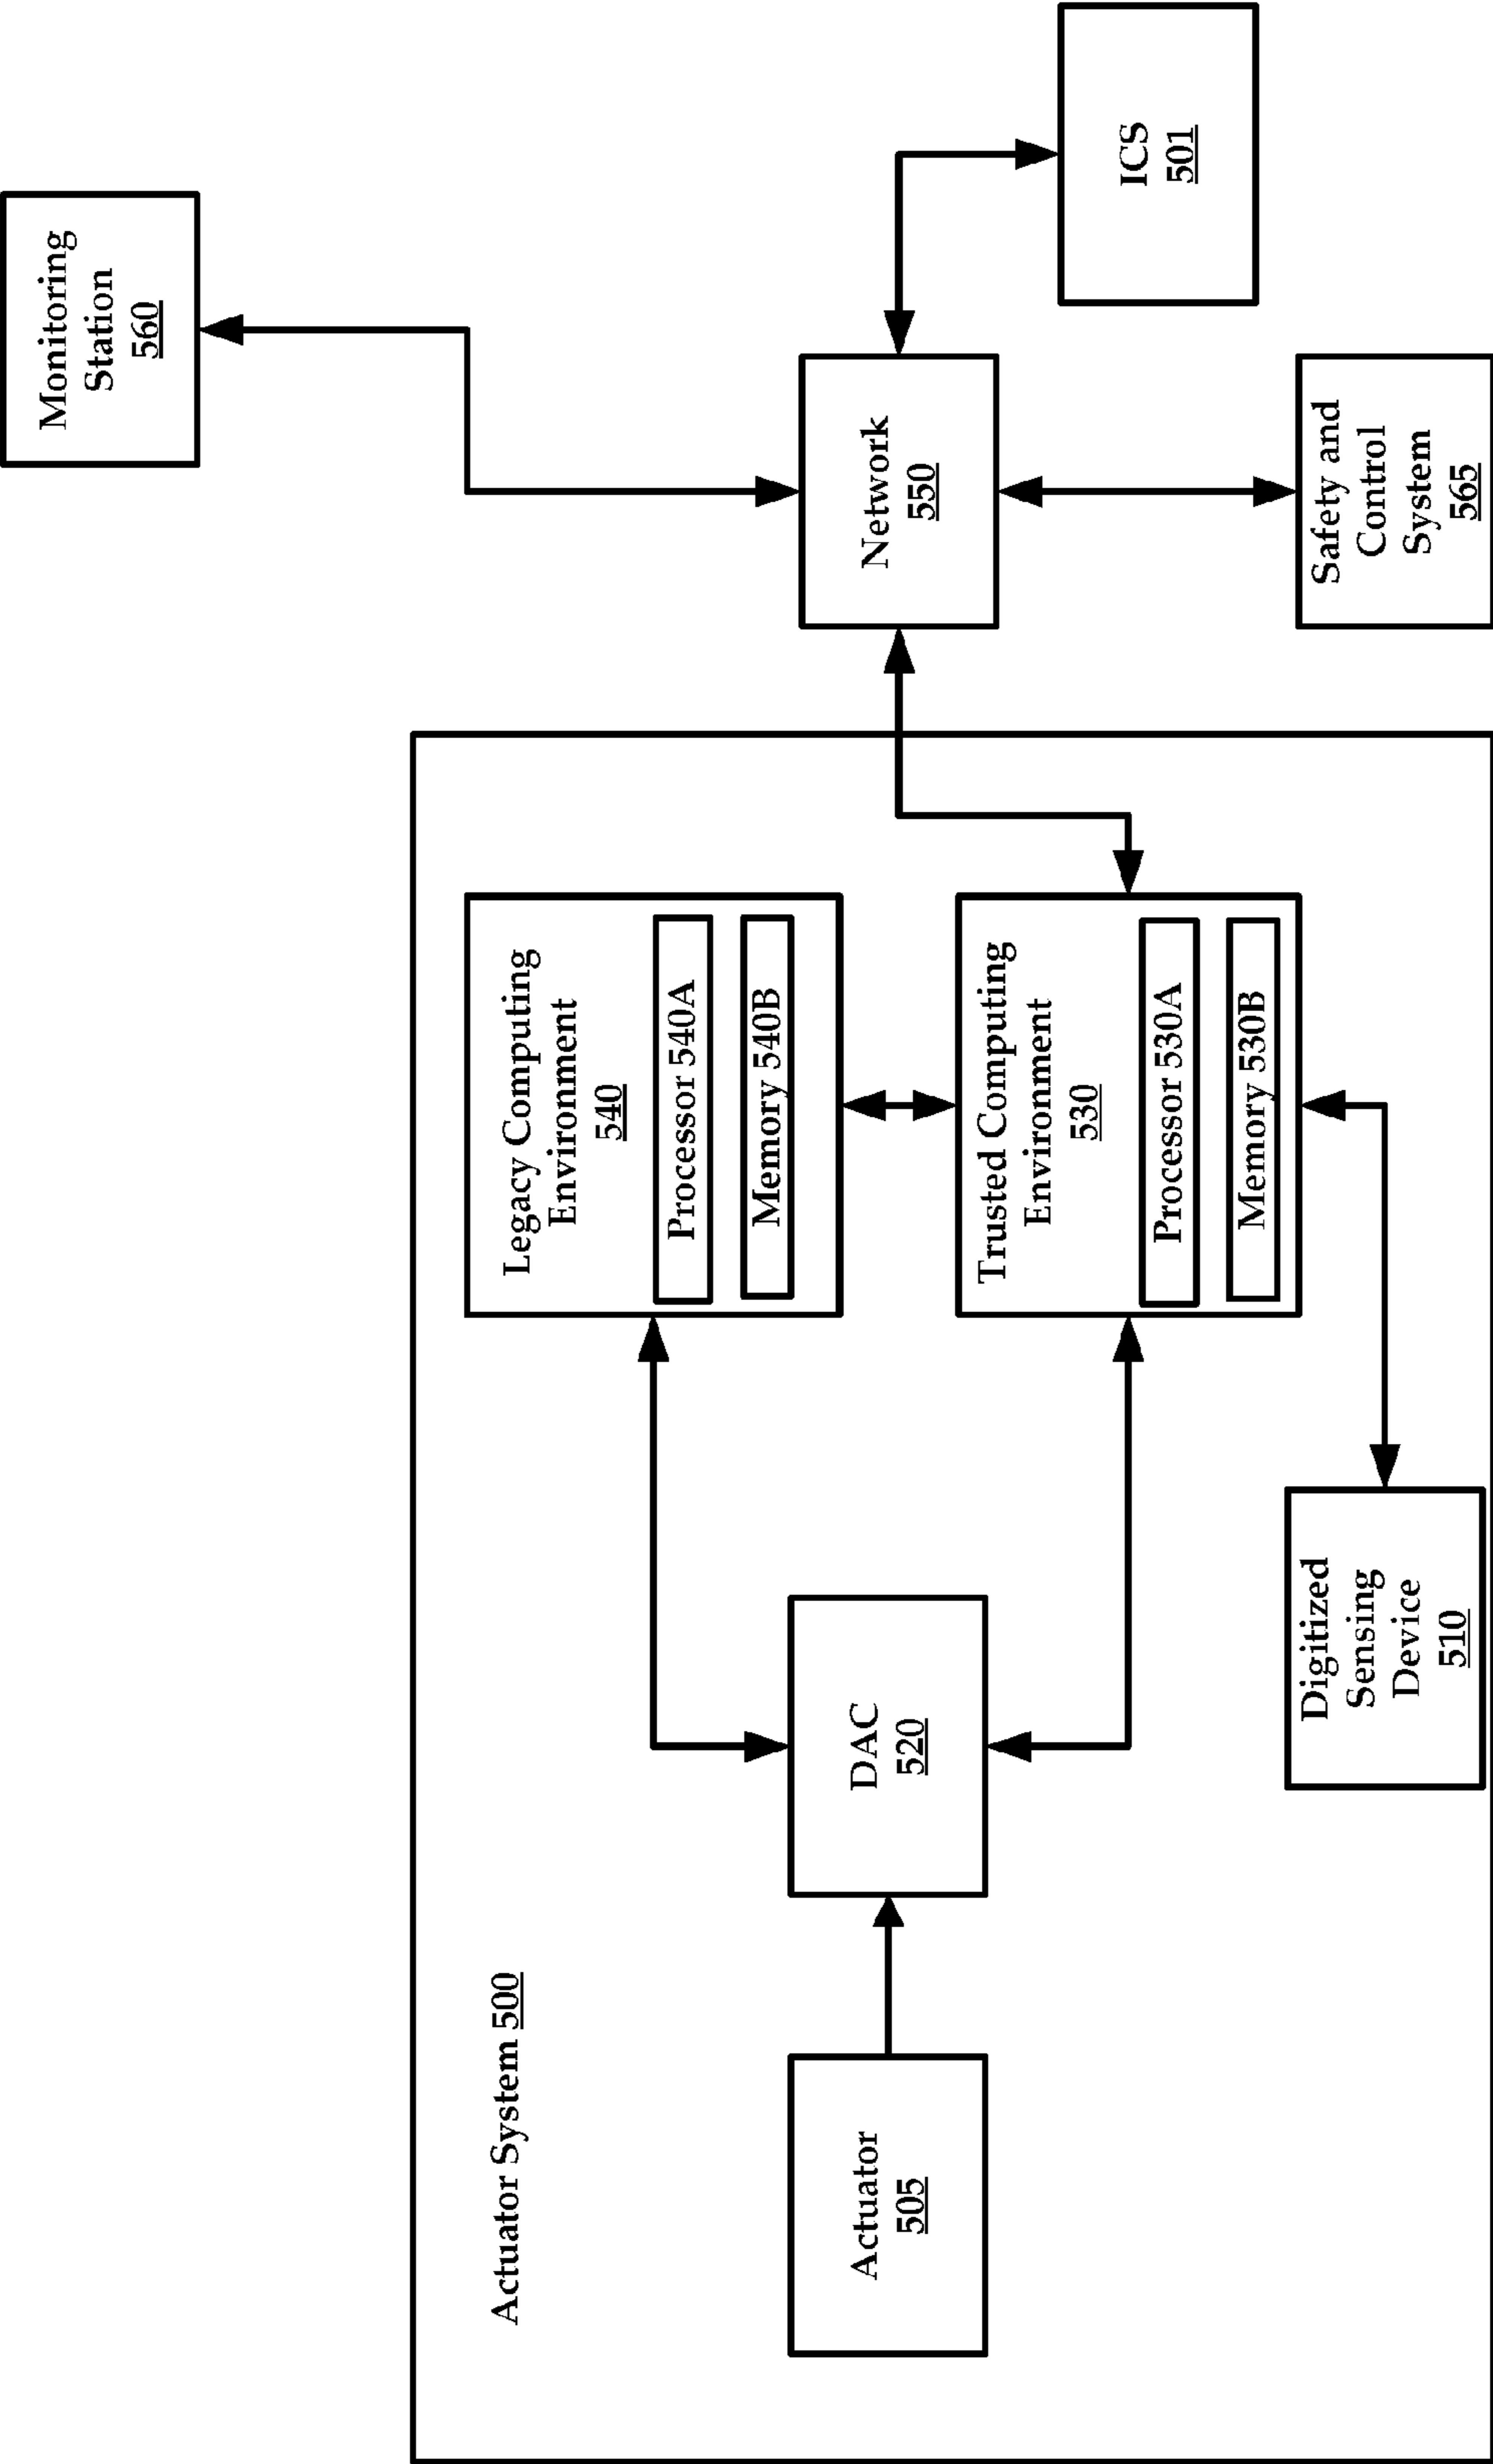 Monitoring
Station
560
Actuator System 500
Legacy Computing
Environment
540
Processor 540A
Memory 540B
Actuator
505
DAC
520
Network
550
Trusted Computing
Environment
530
Processor 530A
Memory 530B
ICS
501
Digitized
Sensing
Device
510
Safety and
Control
System
565